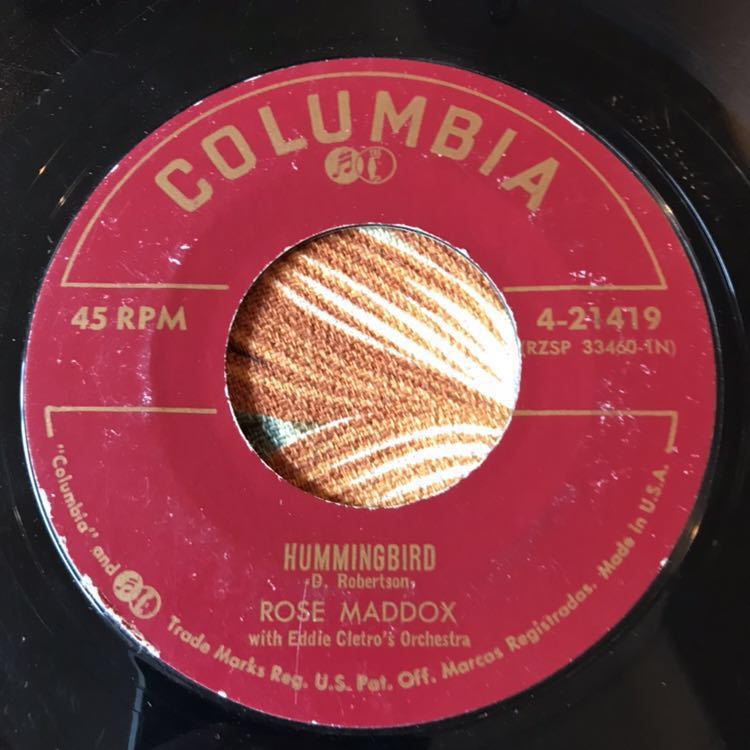 COLUMBIA
45 RPM
4-21419
(RZSP 33460-1N)
HUMMINGBIRD
-D. Robertson-
ROSE MADDOX
with Eddie Cletro's Orchestra
"Columbia" and Trade Marks Reg. U.S. Pat. Off. Marcas Registradas. Made in U.S.A.